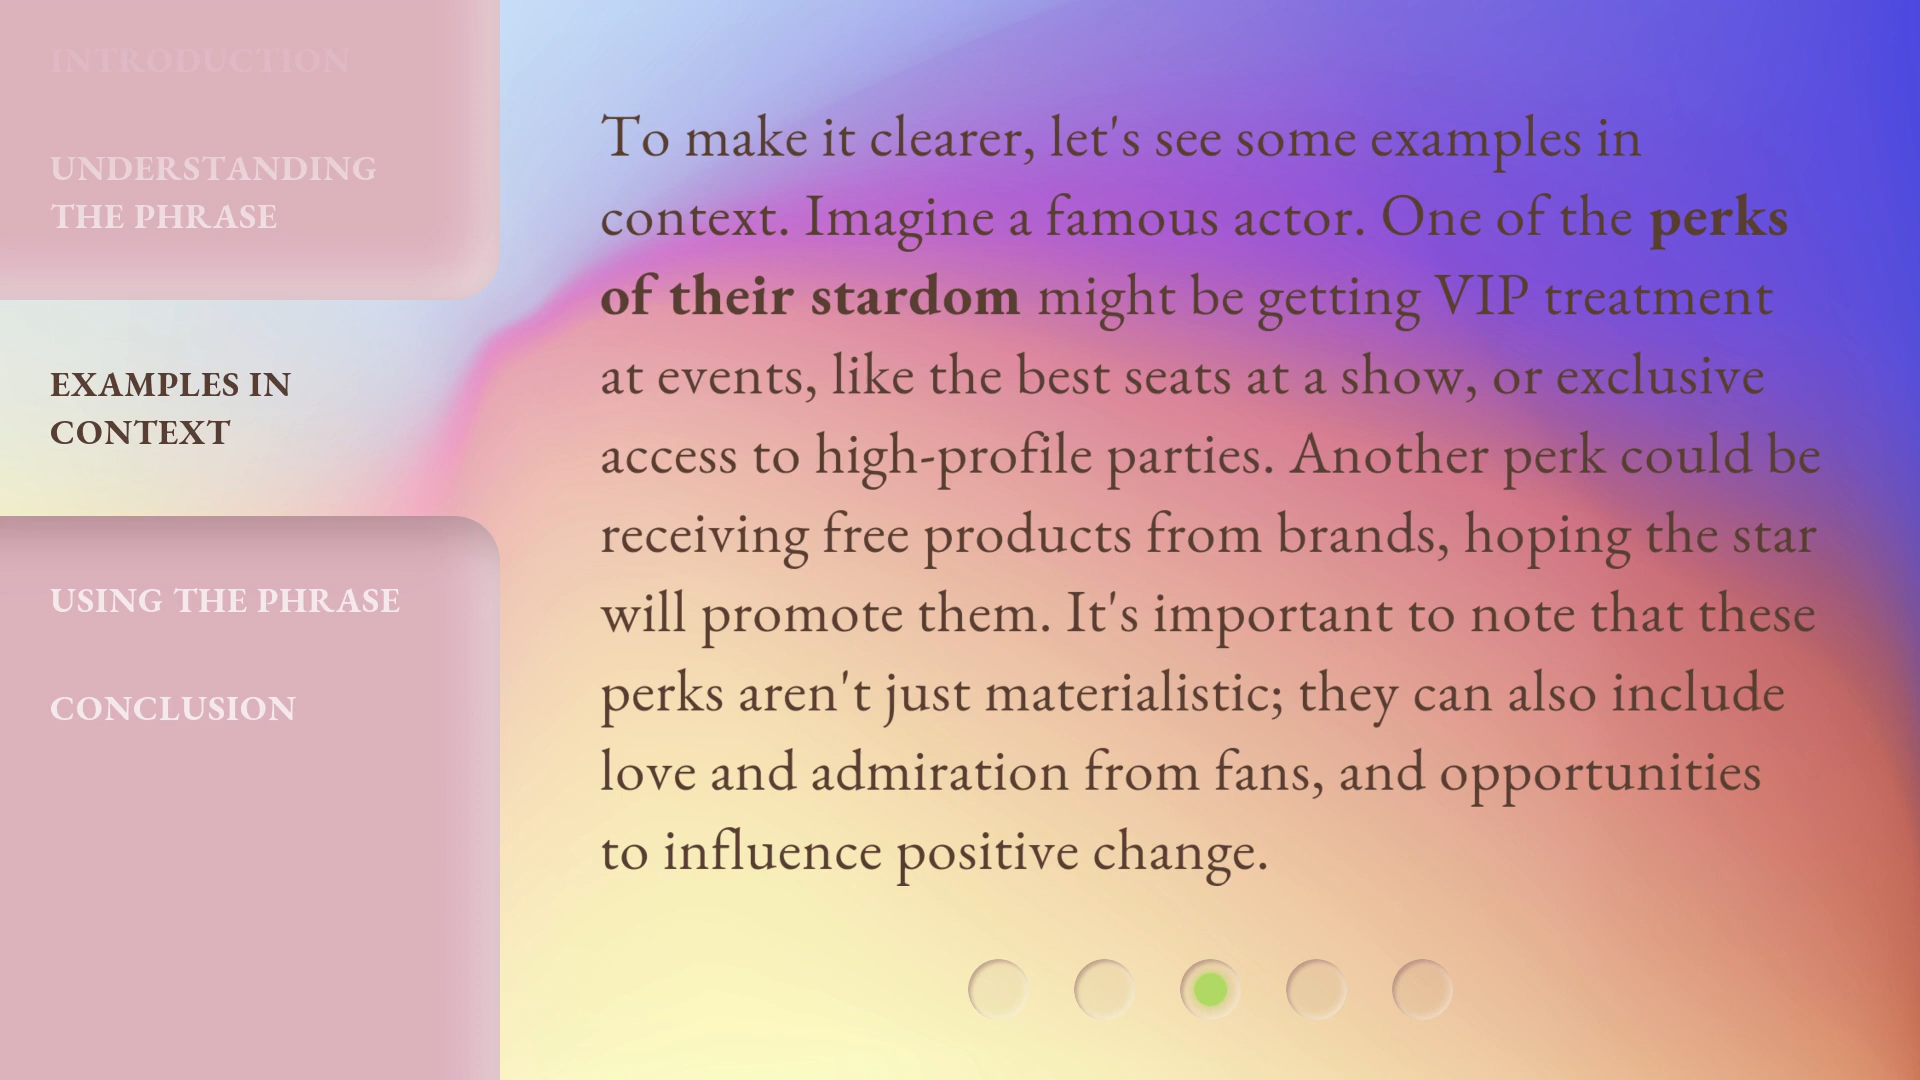 INTRODUCTION
UNDERSTANDING
THE PHRASE
EXAMPLES IN
CONTEXT
USING THE PHRASE
CONCLUSION
To make it clearer, let's see some examples in
context. Imagine a famous actor. One of the perks
of their stardom might be getting VIP treatment
at events, like the best seats at a show, or exclusive
access to high-profile parties. Another perk could be
receiving free products from brands, hoping the star
will promote them. It's important to note that these
perks aren't just materialistic; they can also include
love and admiration from fans, and opportunities
to influence positive change.